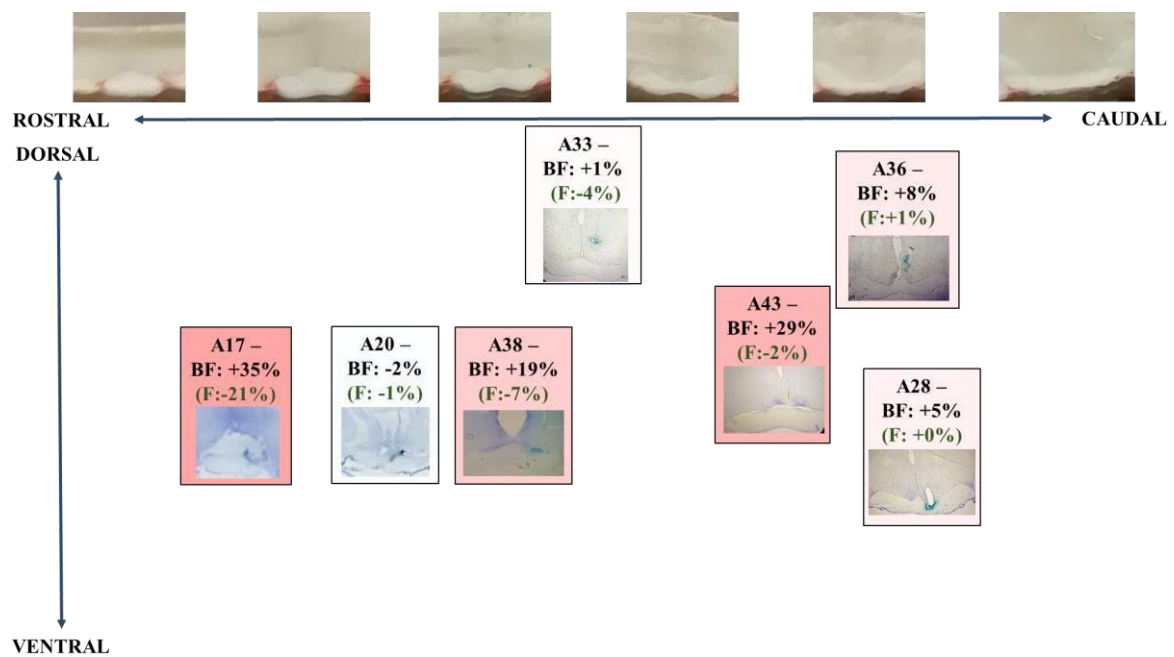 ROSTRAL
CAUDAL
DORSAL
A33 –
BF: +1%
(F:-4%)
A36 –
BF: +8%
(F:+1%)
A43 –
BF: +29%
(F:-2%)
A17 –
BF: +35%
(F:-21%)
A20 –
BF: -2%
(F: -1%)
A38 –
BF: +19%
(F:-7%)
A28 –
BF: +5%
(F: +0%)
VENTRAL